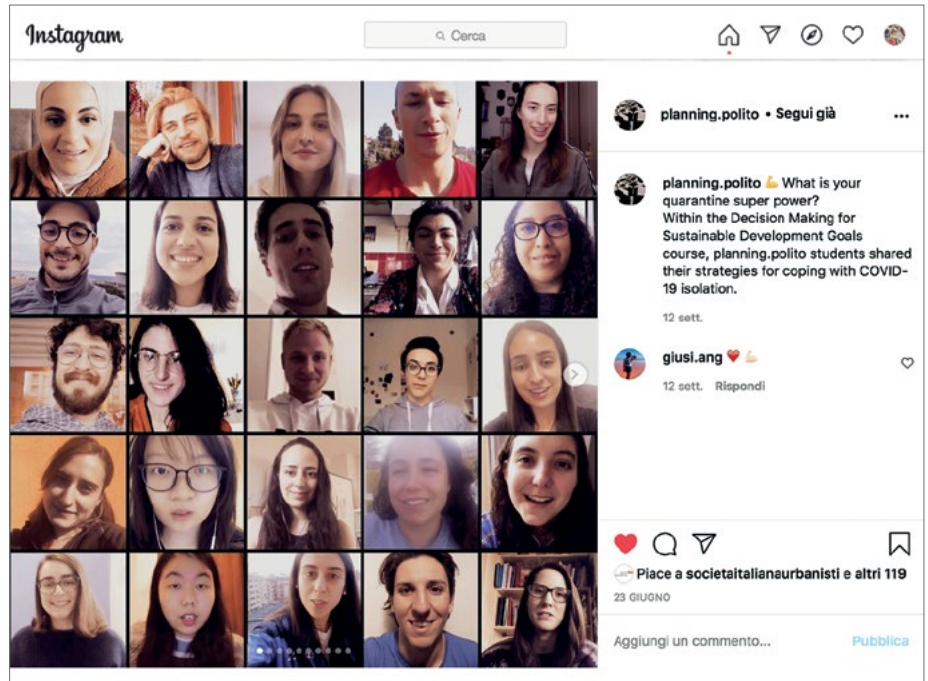 Instagram
Cerca
planning.polito • Segui già
planning.polito 💪 What is your
quarantine super power?
Within the Decision Making for
Sustainable Development Goals
course, planning.polito students shared
their strategies for coping with COVID-
19 isolation.
12 sett.
giusi.ang ❤️ 💪🏻
12 sett. Rispondi
Piace a societaitalianaurbanisti e altri 119
23 GIUGNO
Aggiungi un commento... Pubblica